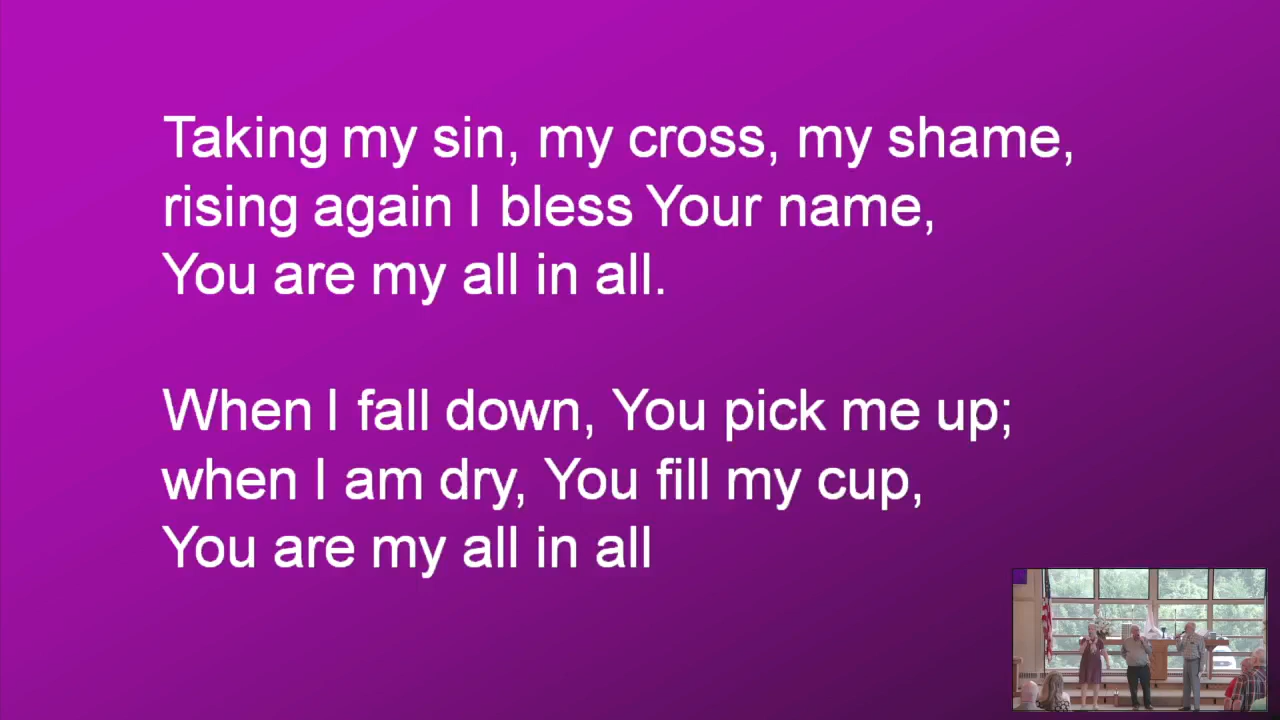 Taking my sin, my cross, my shame,
rising again I bless Your name,
You are my all in all.
When I fall down, You pick me up;
when I am dry, You fill my cup,
You are my all in all